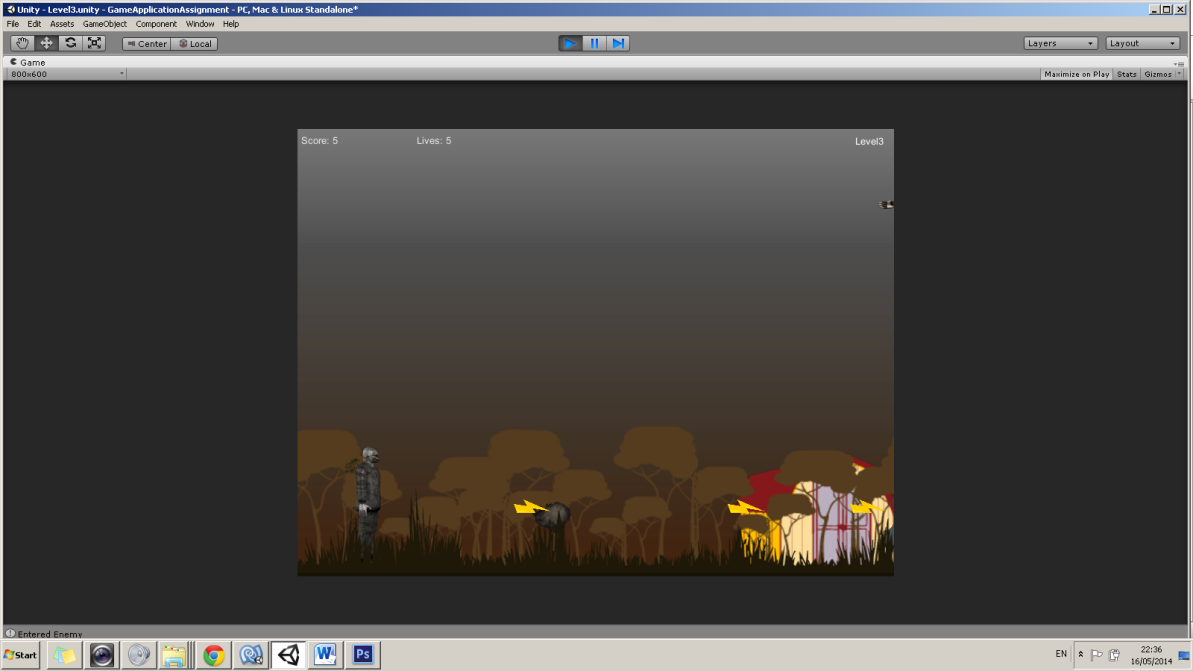 Unity - Level3.unity - GameApplicationAssignment - PC, Mac & Linux Standalone*
File Edit Assets GameObject Component Window Help
Center Local Layers Layout
Game
800x600 Maximize on Play Stats Gizmos
Score: 5 Lives: 5 Level3
Entered Enemy
Start W Ps EN 22:36
16/05/2014